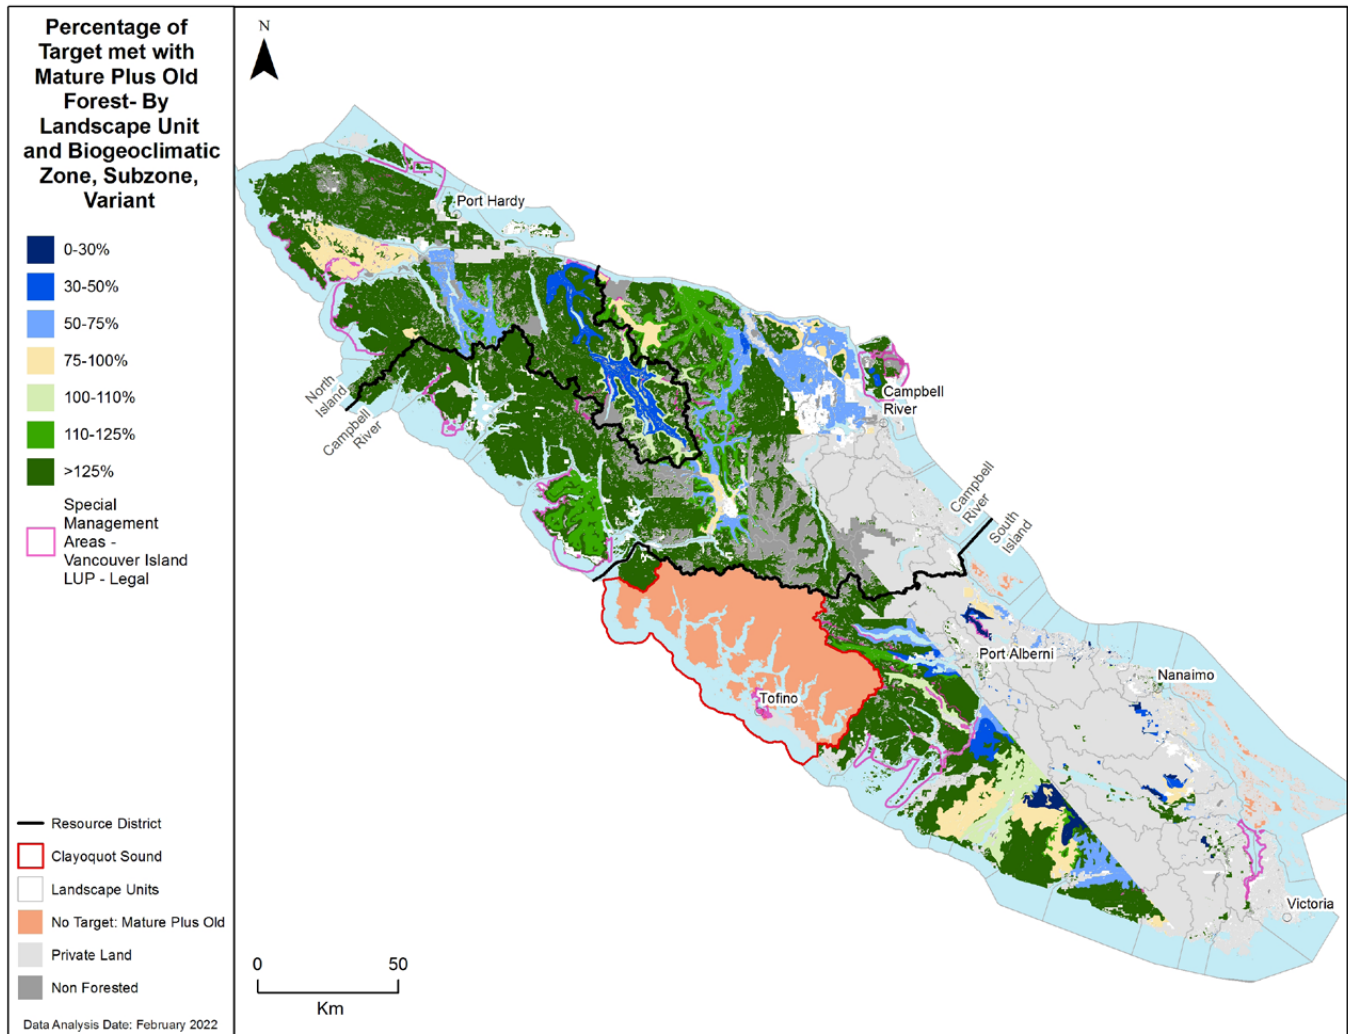 Percentage of
Target met with
Mature Plus Old
Forest- By
Landscape Unit
and Biogeoclimatic
Zone, Subzone,
Variant
0-30%
30-50%
50-75%
75-100%
100-110%
110-125%
>125%
Special
Management
Areas -
Vancouver Island
LUP - Legal
Resource District
Clayoquot Sound
Landscape Units
No Target: Mature Plus Old
Private Land
Non Forested
Data Analysis Date: February 2022
N
Port Hardy
North
Island
Campbell
River
Campbell
River
Campbell
River
South
Island
Port Alberni
Nanaimo
Tofino
Victoria
0
50
Km